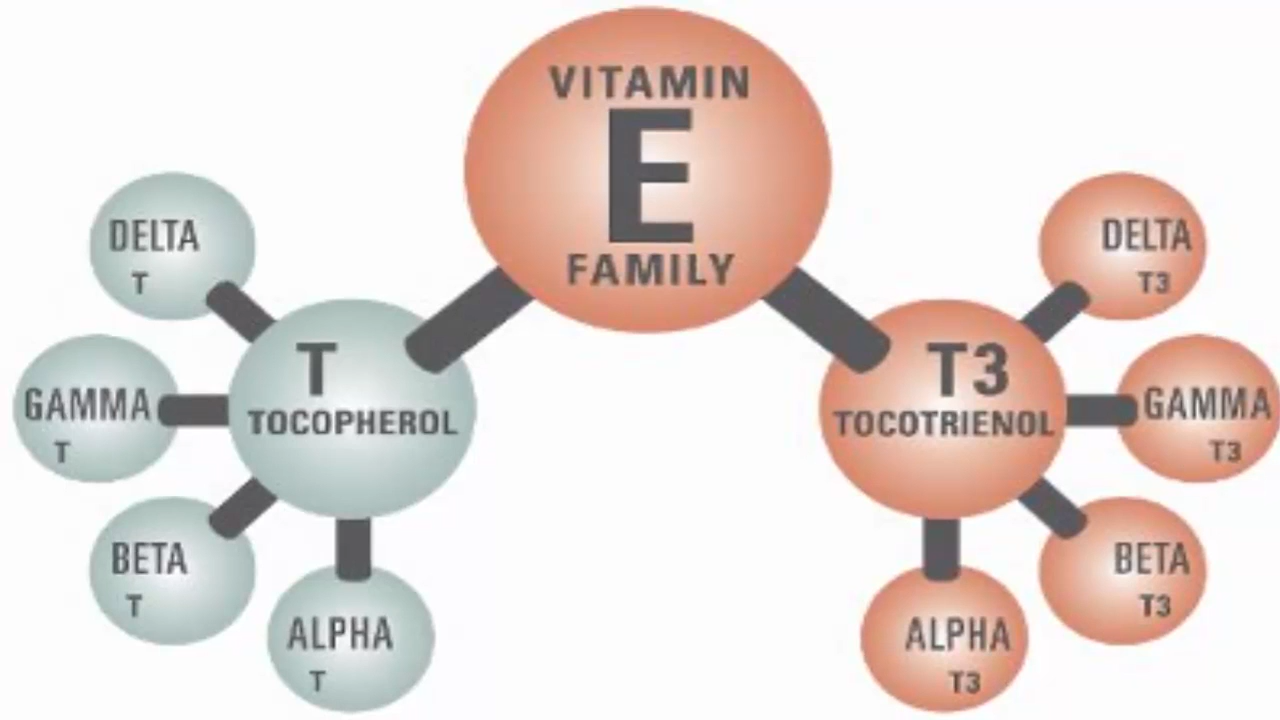 VITAMIN
E
FAMILY
DELTA
T
GAMMA
T
BETA
T
ALPHA
T
T
TOCOPHEROL
T3
TOCOTRIENOL
DELTA
T3
GAMMA
T3
BETA
T3
ALPHA
T3